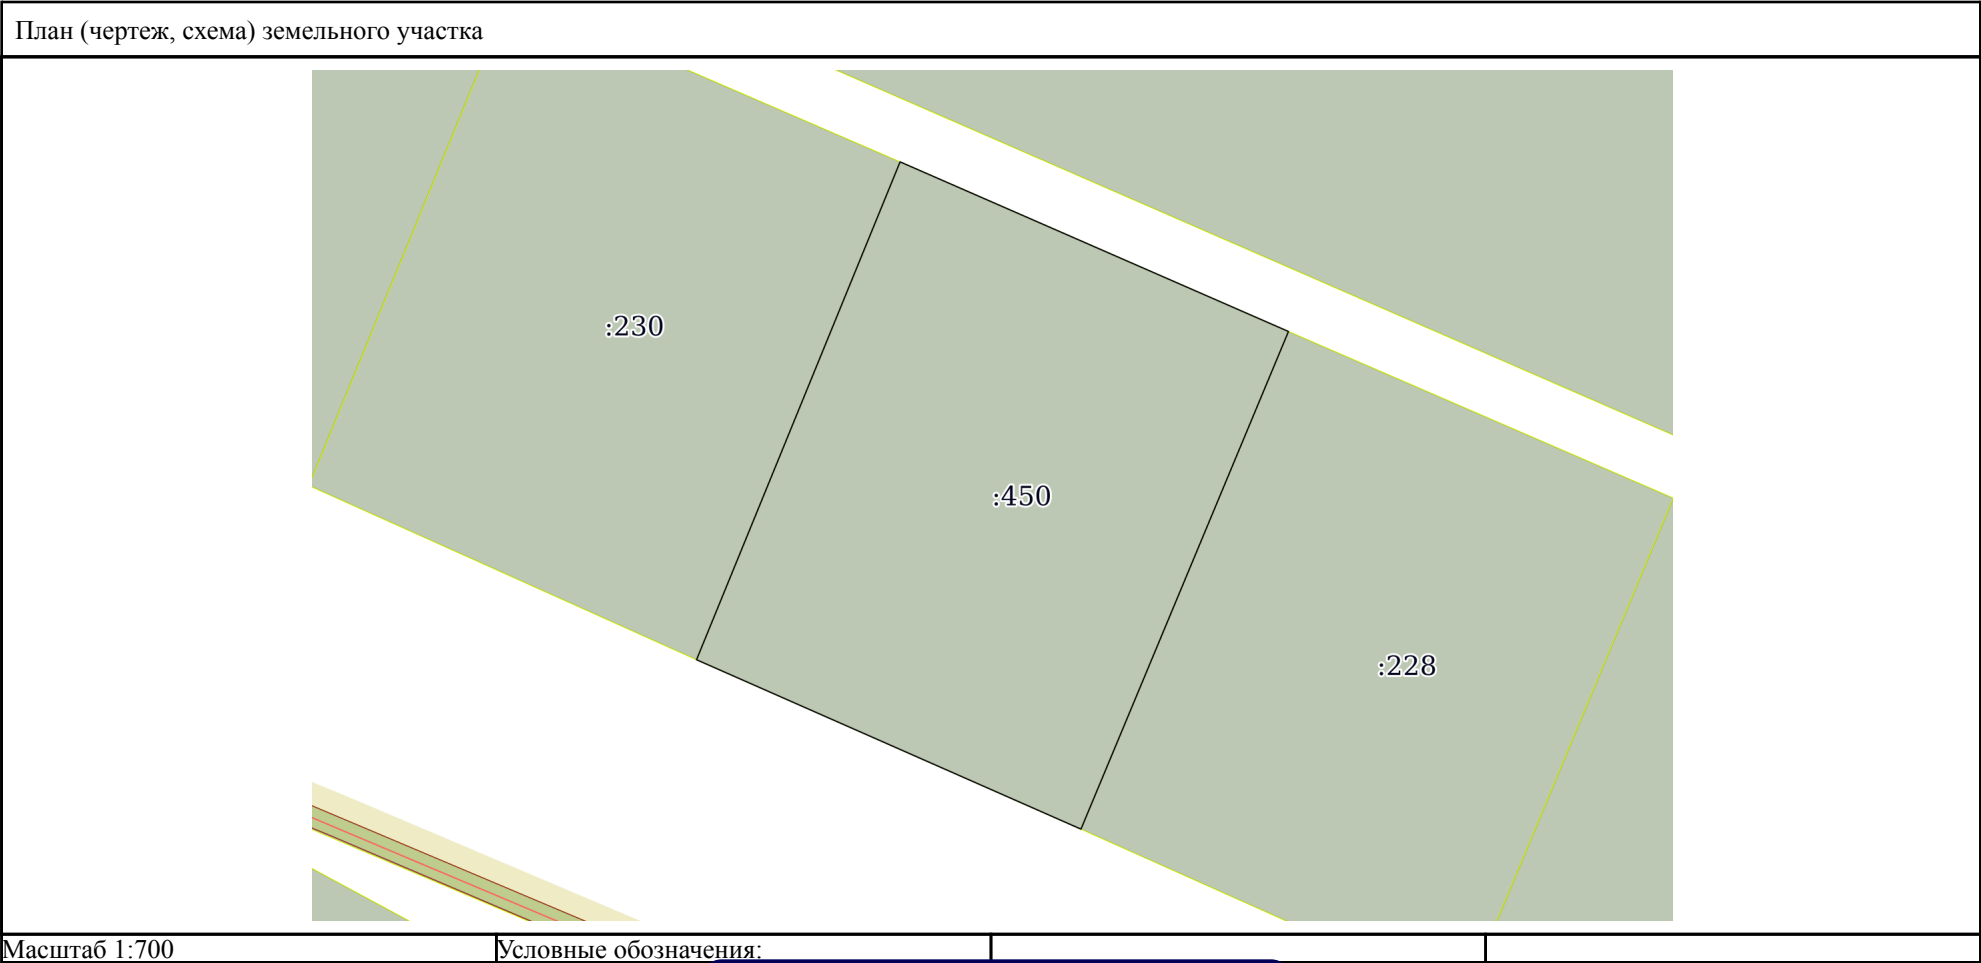 План (чертеж, схема) земельного участка
:230
:450
:228
Масштаб 1:700
Условные обозначения: